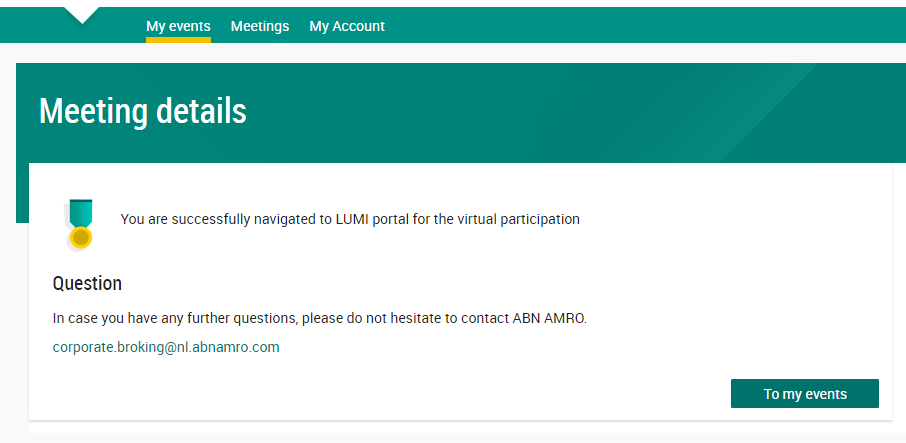 My events Meetings My Account
Meeting details
You are successfully navigated to LUMI portal for the virtual participation
Question
In case you have any further questions, please do not hesitate to contact ABN AMRO.
corporate.broking@nl.abnamro.com
To my events